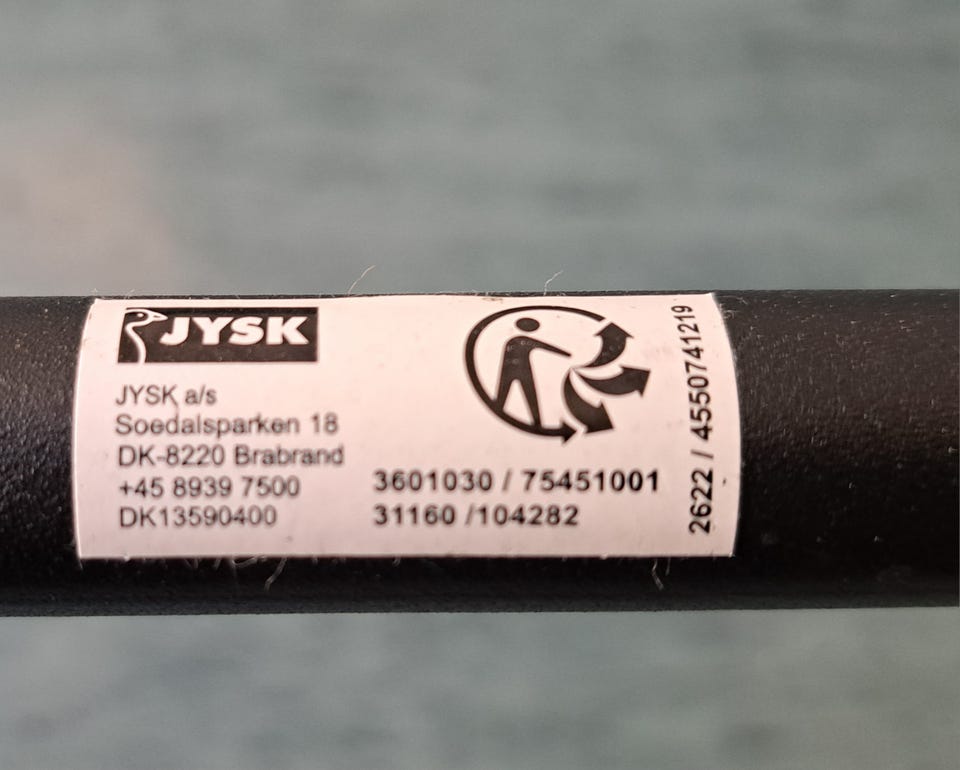 JYSK
JYSK a/s
Soedalsparken 18
DK-8220 Brabrand
+45 8939 7500
DK13590400
3601030 / 75451001
31160 /104282
2622 / 4550741219